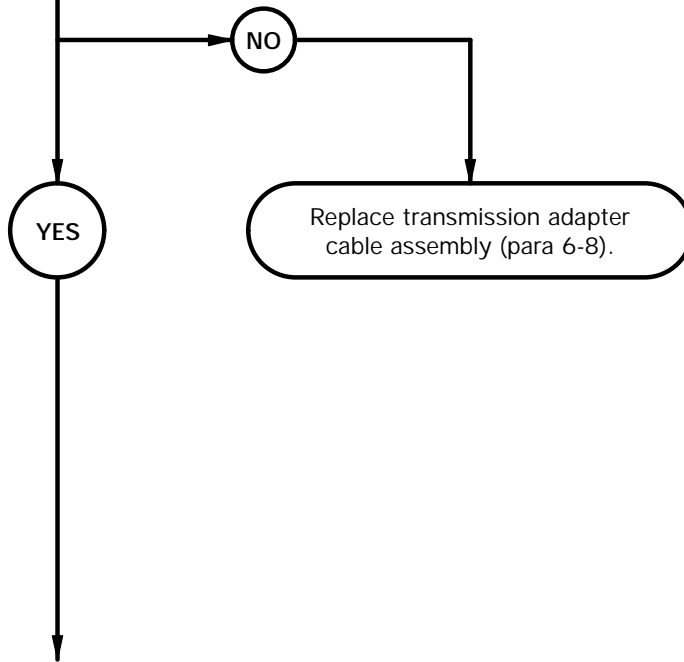 NO
YES
Replace transmission adapter
cable assembly (para 6-8).